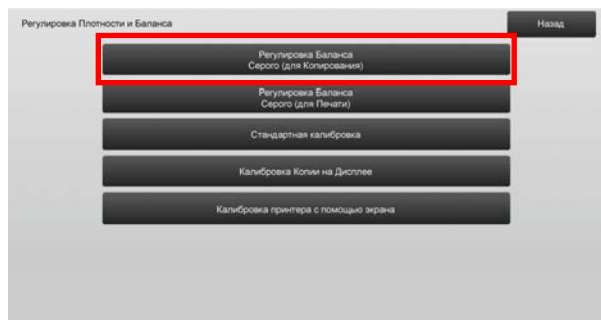 Регулировка Плотности и Баланса
Назад
Регулировка Баланса
Серого (для Копирования)
Регулировка Баланса
Серого (для Печати)
Стандартная калибровка
Калибровка Копии на Дисплее
Калибровка принтера с помощью экрана